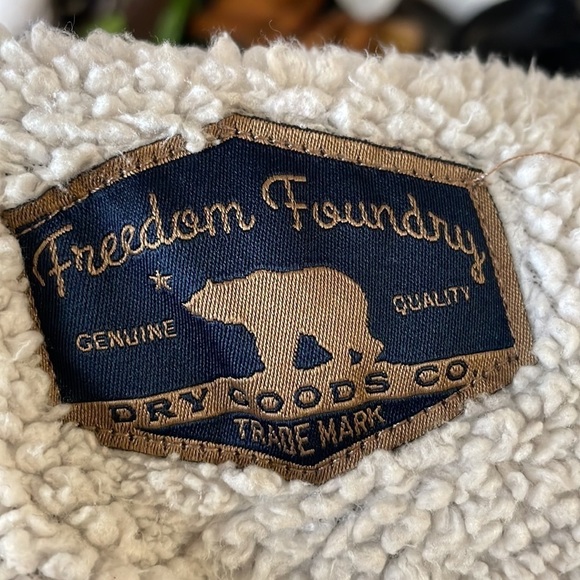 Freedom Foundry
GENUINE QUALITY
DRY GOODS CO.
TRADE MARK